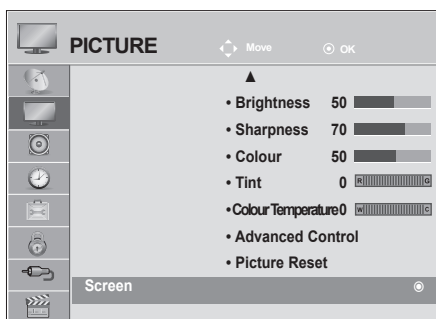 PICTURE Move OK
▲
• Brightness 50
• Sharpness 70
• Colour 50
• Tint 0 R G
• Colour Temperature 0 W C
• Advanced Control
• Picture Reset
Screen